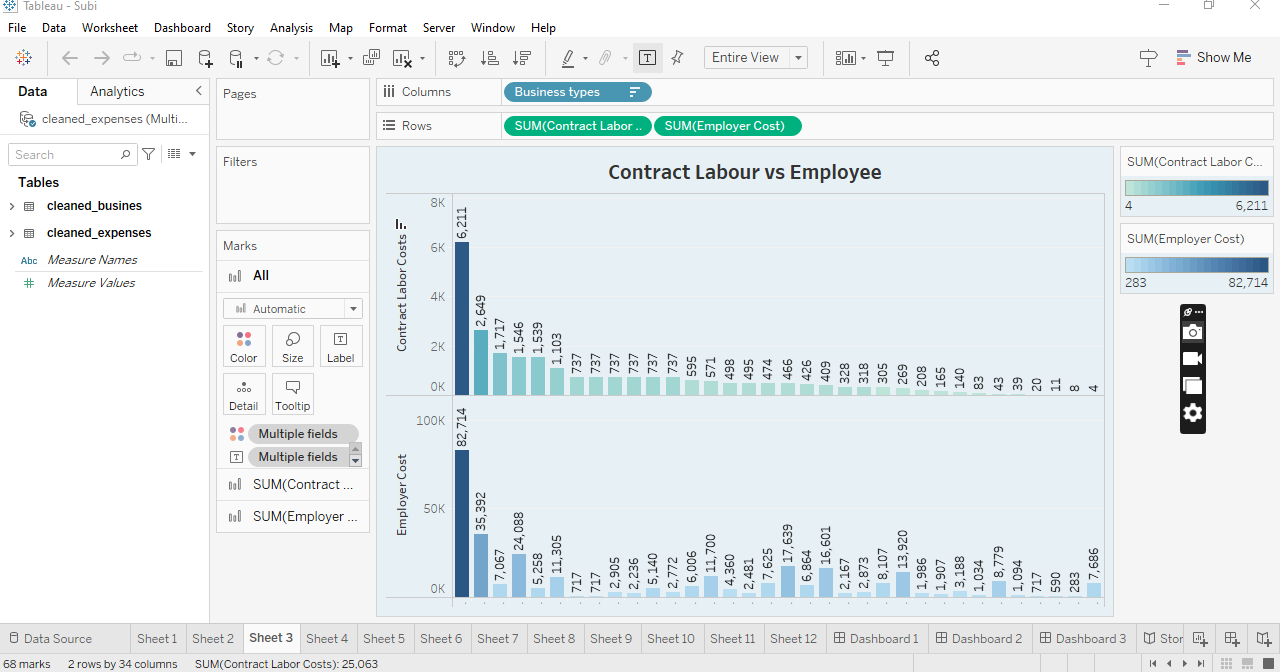 Tableau - Subi
File Data Worksheet Dashboard Story Analysis Map Format Server Window Help
Entire View
Show Me
Data Analytics
cleaned_expenses (Multi...
Search
Tables
cleaned_busines
cleaned_expenses
Abc Measure Names
# Measure Values
Pages
Filters
Marks
All
Automatic
Color Size Label
Detail Tooltip
Multiple fields
Multiple fields
SUM(Contract ...
SUM(Employer ...
Columns Business types
Rows SUM(Contract Labor .. SUM(Employer Cost)
Contract Labour vs Employee
Contract Labor Costs
8K
6K
4K
2K
0K
6,211 2,649 1,717 1,546 1,539 1,103 737 737 737 737 737 737 595 571 498 495 474 466 426 409 328 318 305 269 208 165 140 83 43 39 20 11 8 4
Employer Cost
100K
50K
0K
82,714 35,392 7,067 24,088 5,258 11,305 717 717 2,905 2,236 5,140 2,772 6,006 11,700 4,360 2,481 7,625 17,639 6,864 16,601 2,167 2,873 8,107 13,920 1,986 1,907 3,188 1,034 8,779 1,094 717 590 283 7,686
SUM(Contract Labor C...
4 6,211
SUM(Employer Cost)
283 82,714
Data Source Sheet 1 Sheet 2 Sheet 3 Sheet 4 Sheet 5 Sheet 6 Sheet 7 Sheet 8 Sheet 9 Sheet 10 Sheet 11 Sheet 12 Dashboard 1 Dashboard 2 Dashboard 3 Stor
68 marks 2 rows by 34 columns SUM(Contract Labor Costs): 25,063